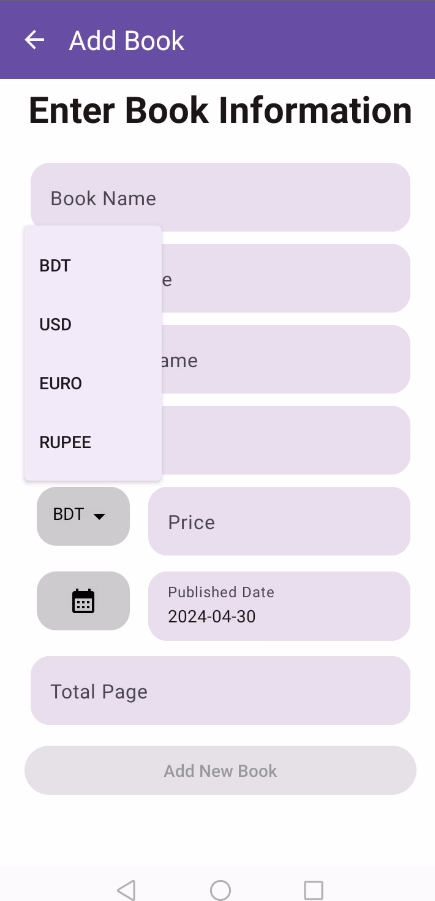 Add Book
Enter Book Information
Book Name
BDT
USD
EURO
RUPEE
BDT
Price
Published Date
2024-04-30
Total Page
Add New Book